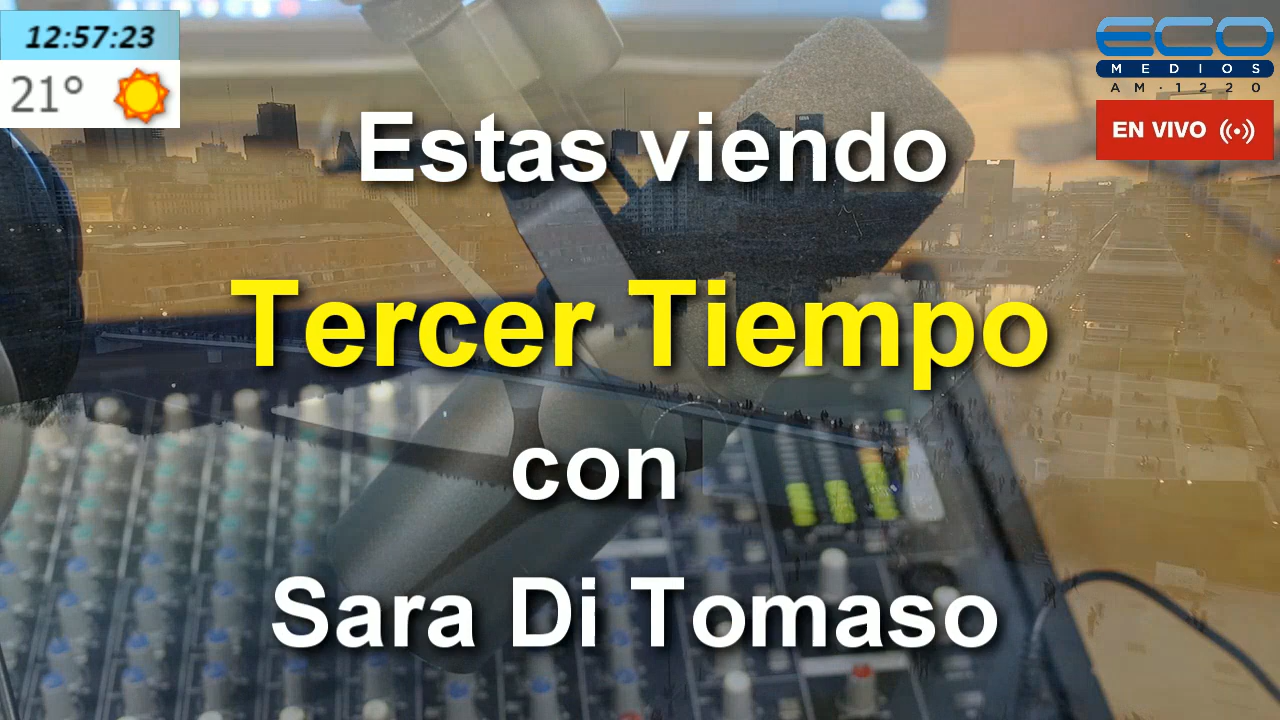 12:57:23
21°
ECO
MEDIOS
AM·1220
EN VIVO
Estas viendo
Tercer Tiempo
con
Sara Di Tomaso